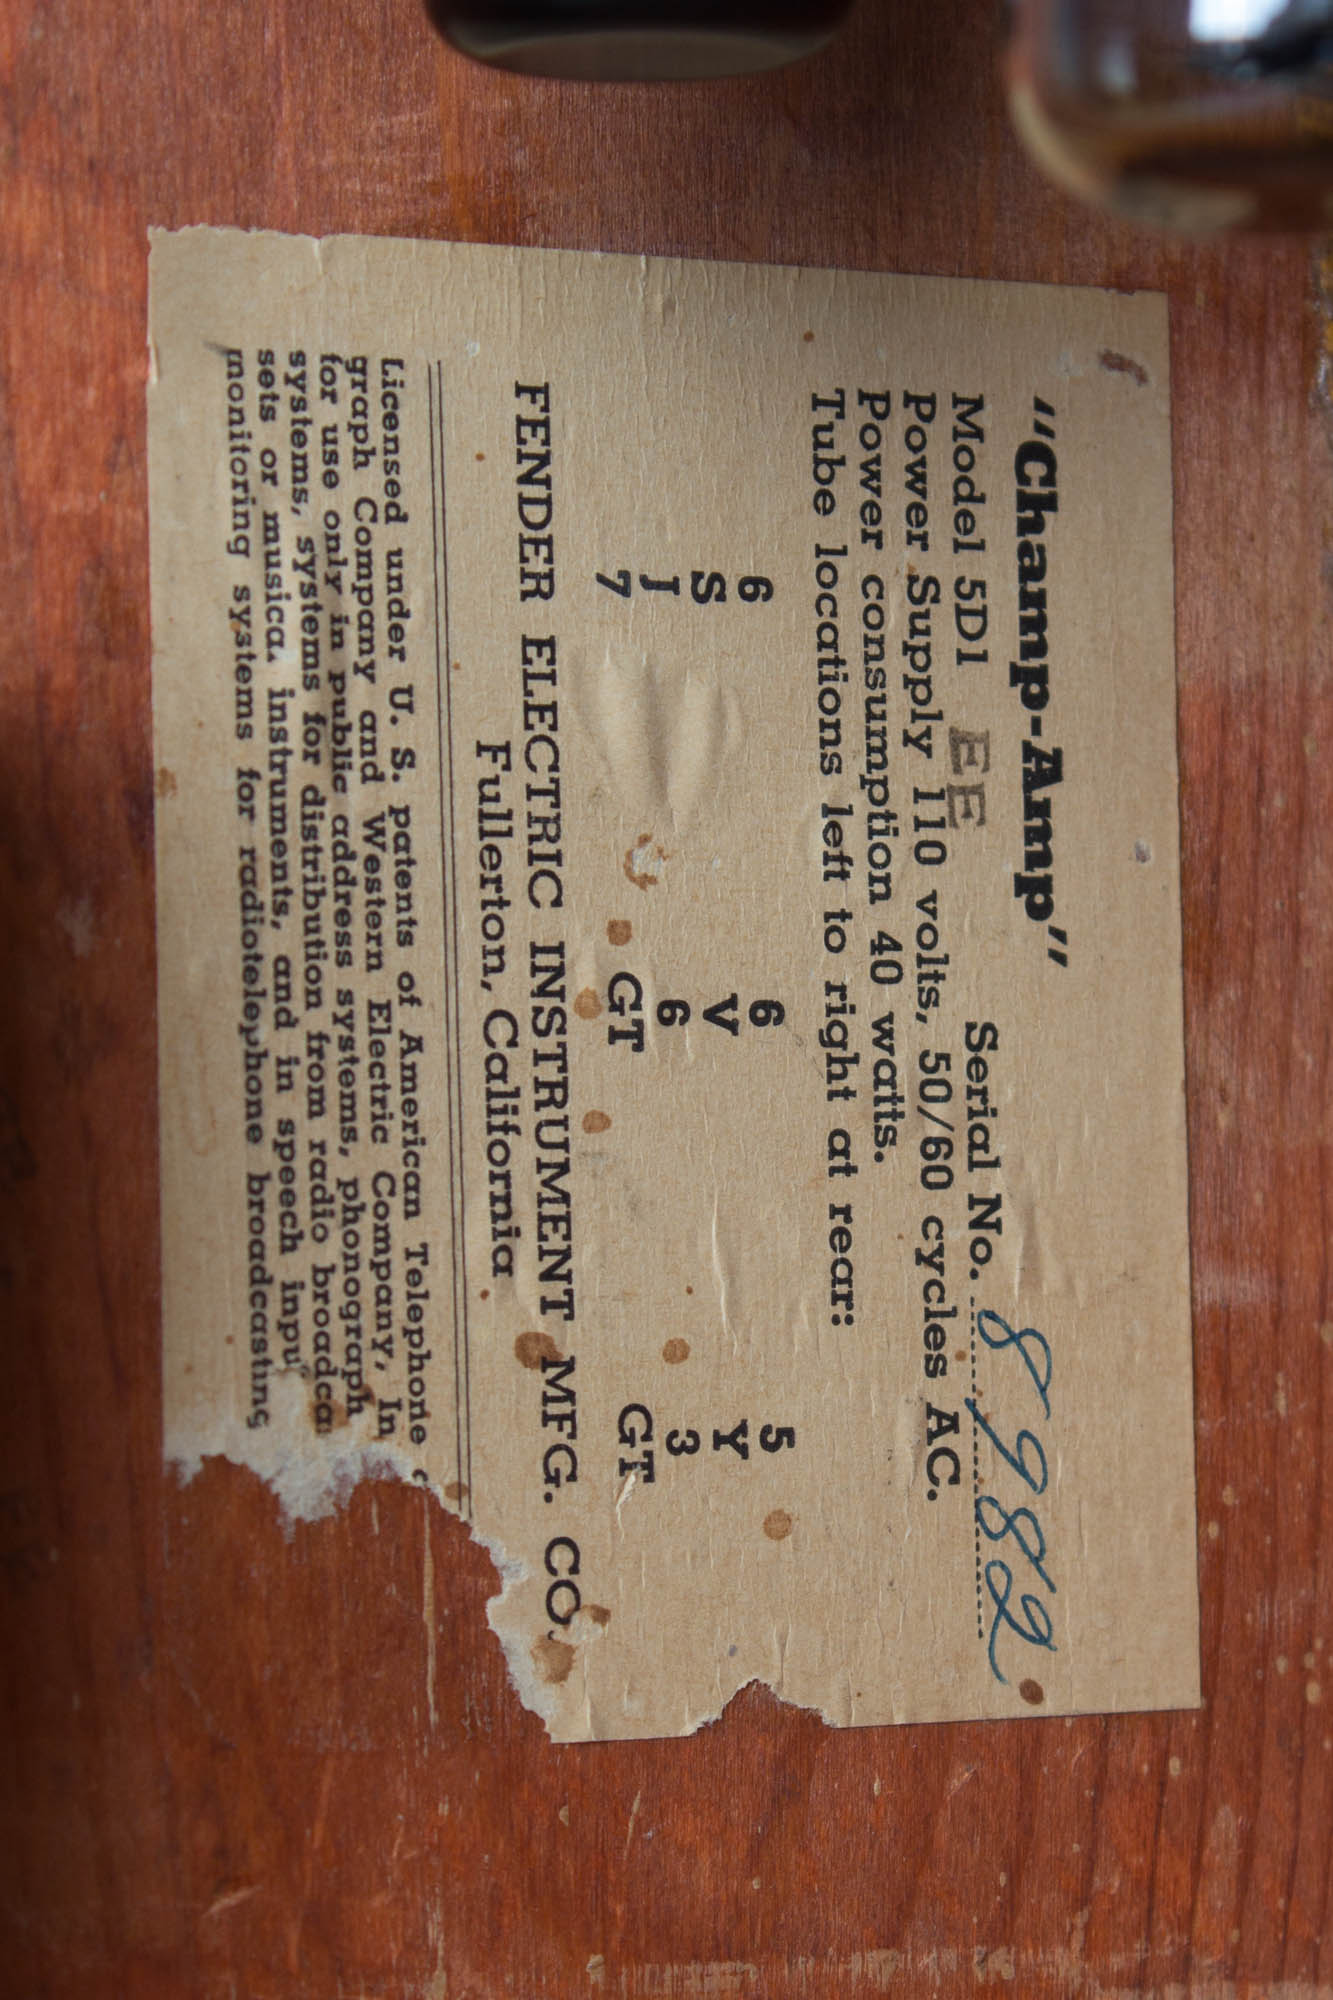 "Champ-Amp"
Model 5D1 EE Serial No. 8982
Power Supply 110 volts, 50/60 cycles AC.
Power consumption 40 watts.
Tube locations left to right at rear:
6 6 5
S V Y
J 6 3
7 GT GT
FENDER ELECTRIC INSTRUMENT MFG. CO.
Fullerton, California
Licensed under U. S. patents of American Telephone
graph Company and Western Electric Company, In
for use only in public address systems, phonograph
systems, systems for distribution from radio broadca
sets or musical instruments, and in speech inpu
monitoring systems for radiotelephone broadcasting